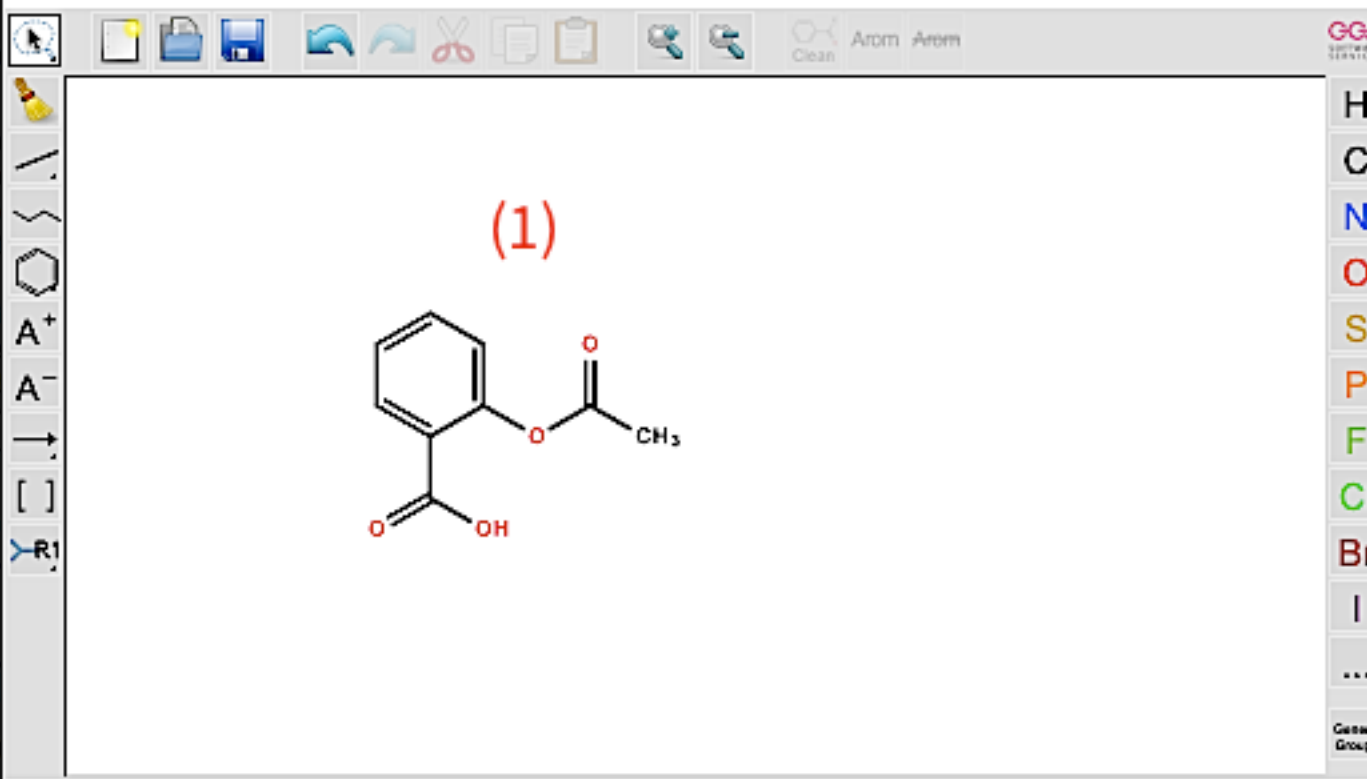 Clean Arom Arom
H
C
(1)
N
O
A+
S
O
A-
P
O
CH3
F
[ ]
C
O
OH
R1
Br
I
...